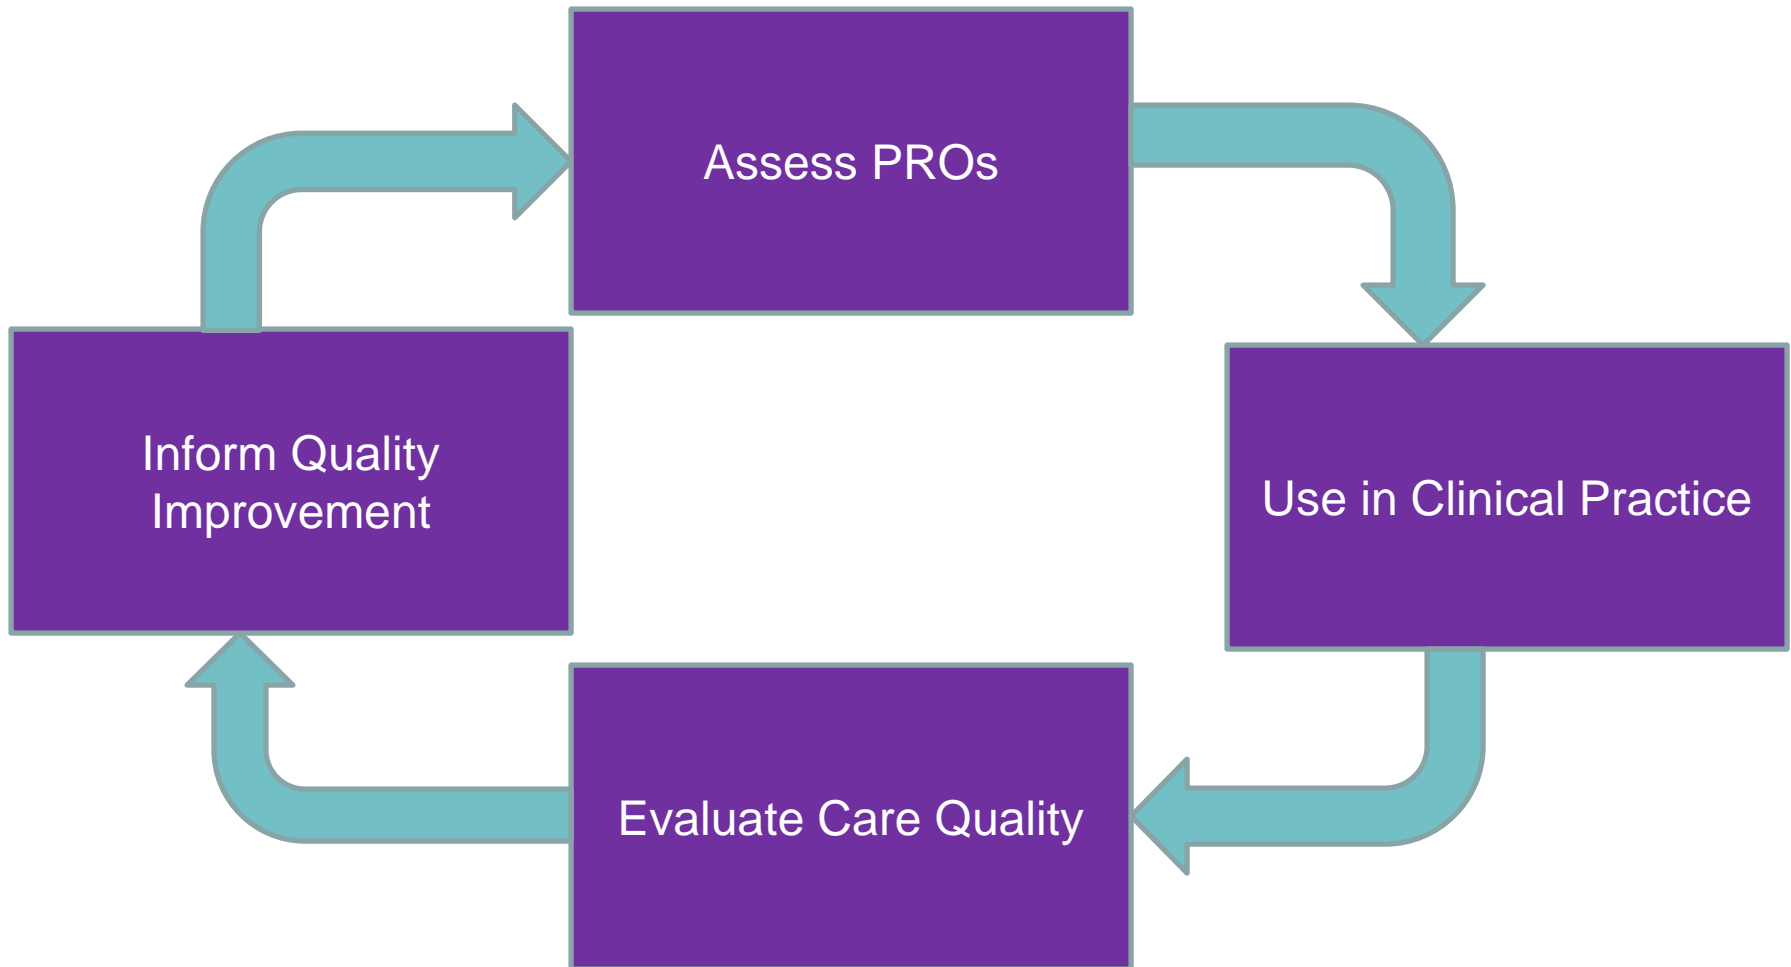 Assess PROs
Use in Clinical Practice
Evaluate Care Quality
Inform Quality
Improvement